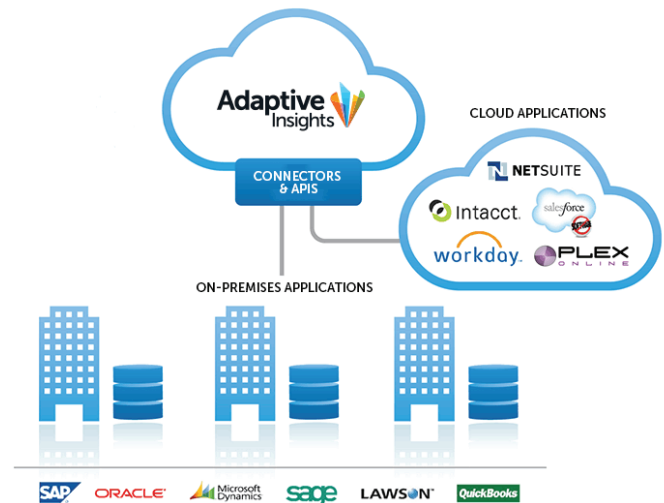 Adaptive
Insights
CONNECTORS
& APIS
CLOUD APPLICATIONS
NETSUITE
Intacct.
salesforce
workday
PLEX
ONLINE
ON-PREMISES APPLICATIONS
SAP
ORACLE
Microsoft
Dynamics
sage
LAWSON
QuickBooks